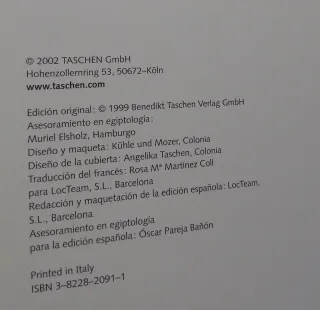 © 2002 TASCHEN GmbH
Hohenzollernring 53, 50672–Köln
www.taschen.com
Edición original: © 1999 Benedikt Taschen Verlag GmbH
Asesoramiento en egiptología:
Muriel Elsholz, Hamburgo
Diseño y maqueta: Kühle und Mozer, Colonia
Diseño de la cubierta: Angelika Taschen, Colonia
Traducción del francés: Rosa Mª Martínez Coll
para LocTeam, S.L., Barcelona
Redacción y maquetación de la edición española: LocTeam,
S.L., Barcelona
Asesoramiento en egiptología
para la edición española: Óscar Pareja Bañón
Printed in Italy
ISBN 3–8228–2091–1